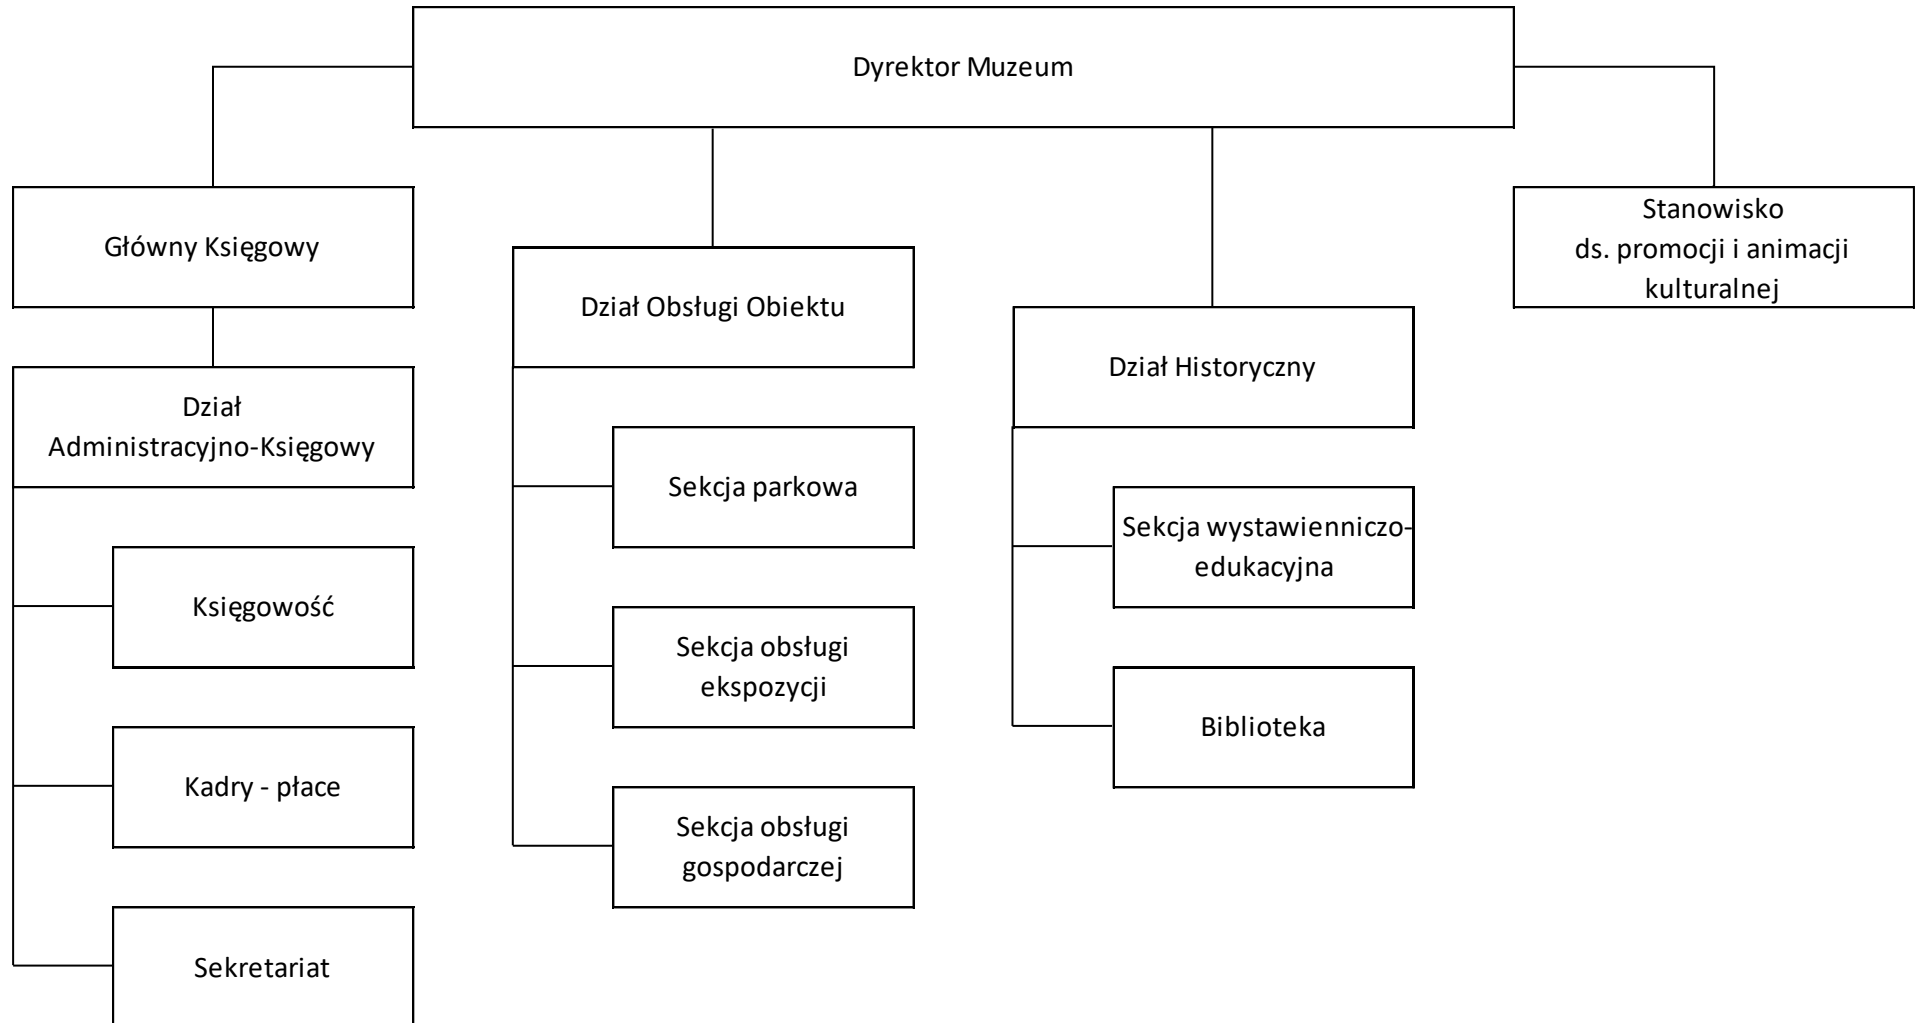 Dyrektor Muzeum
Główny Księgowy
Dział
Administracyjno-Księgowy
Księgowość
Kadry - płace
Sekretariat
Dział Obsługi Obiektu
Sekcja parkowa
Sekcja obsługi
ekspozycji
Sekcja obsługi
gospodarczej
Dział Historyczny
Sekcja wystawienniczo-
edukacyjna
Biblioteka
Stanowisko
ds. promocji i animacji
kulturalnej